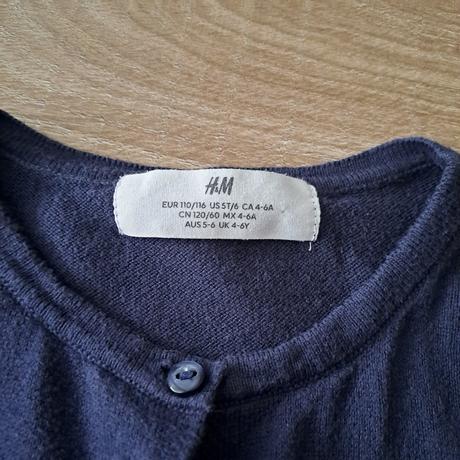 H&M
EUR 110/116 US 5T/6 CA 4-6A
CN 120/60 MX 4-6A
AUS 5-6 UK 4-6Y